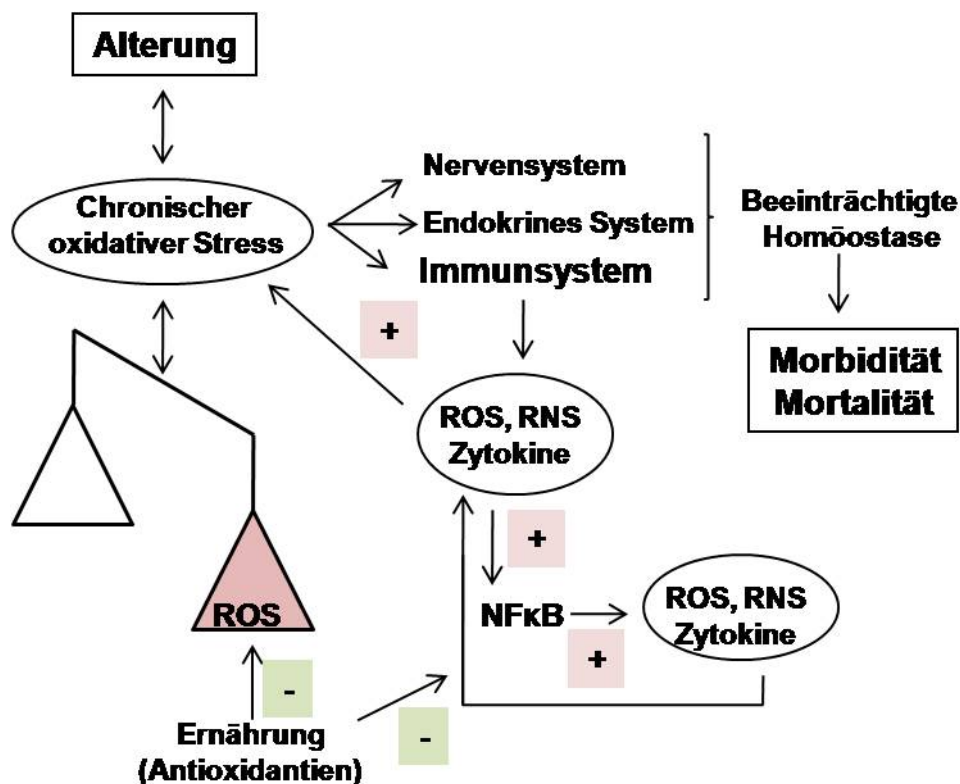 Alterung
Chronischer
oxidativer Stress
Nervensystem
Endokrines System
Immunsystem
Beeinträchtigte
Homöostase
Morbidität
Mortalität
+
ROS, RNS
Zytokine
+
NFκB
+
ROS, RNS
Zytokine
ROS
-
-
Ernährung
(Antioxidantien)